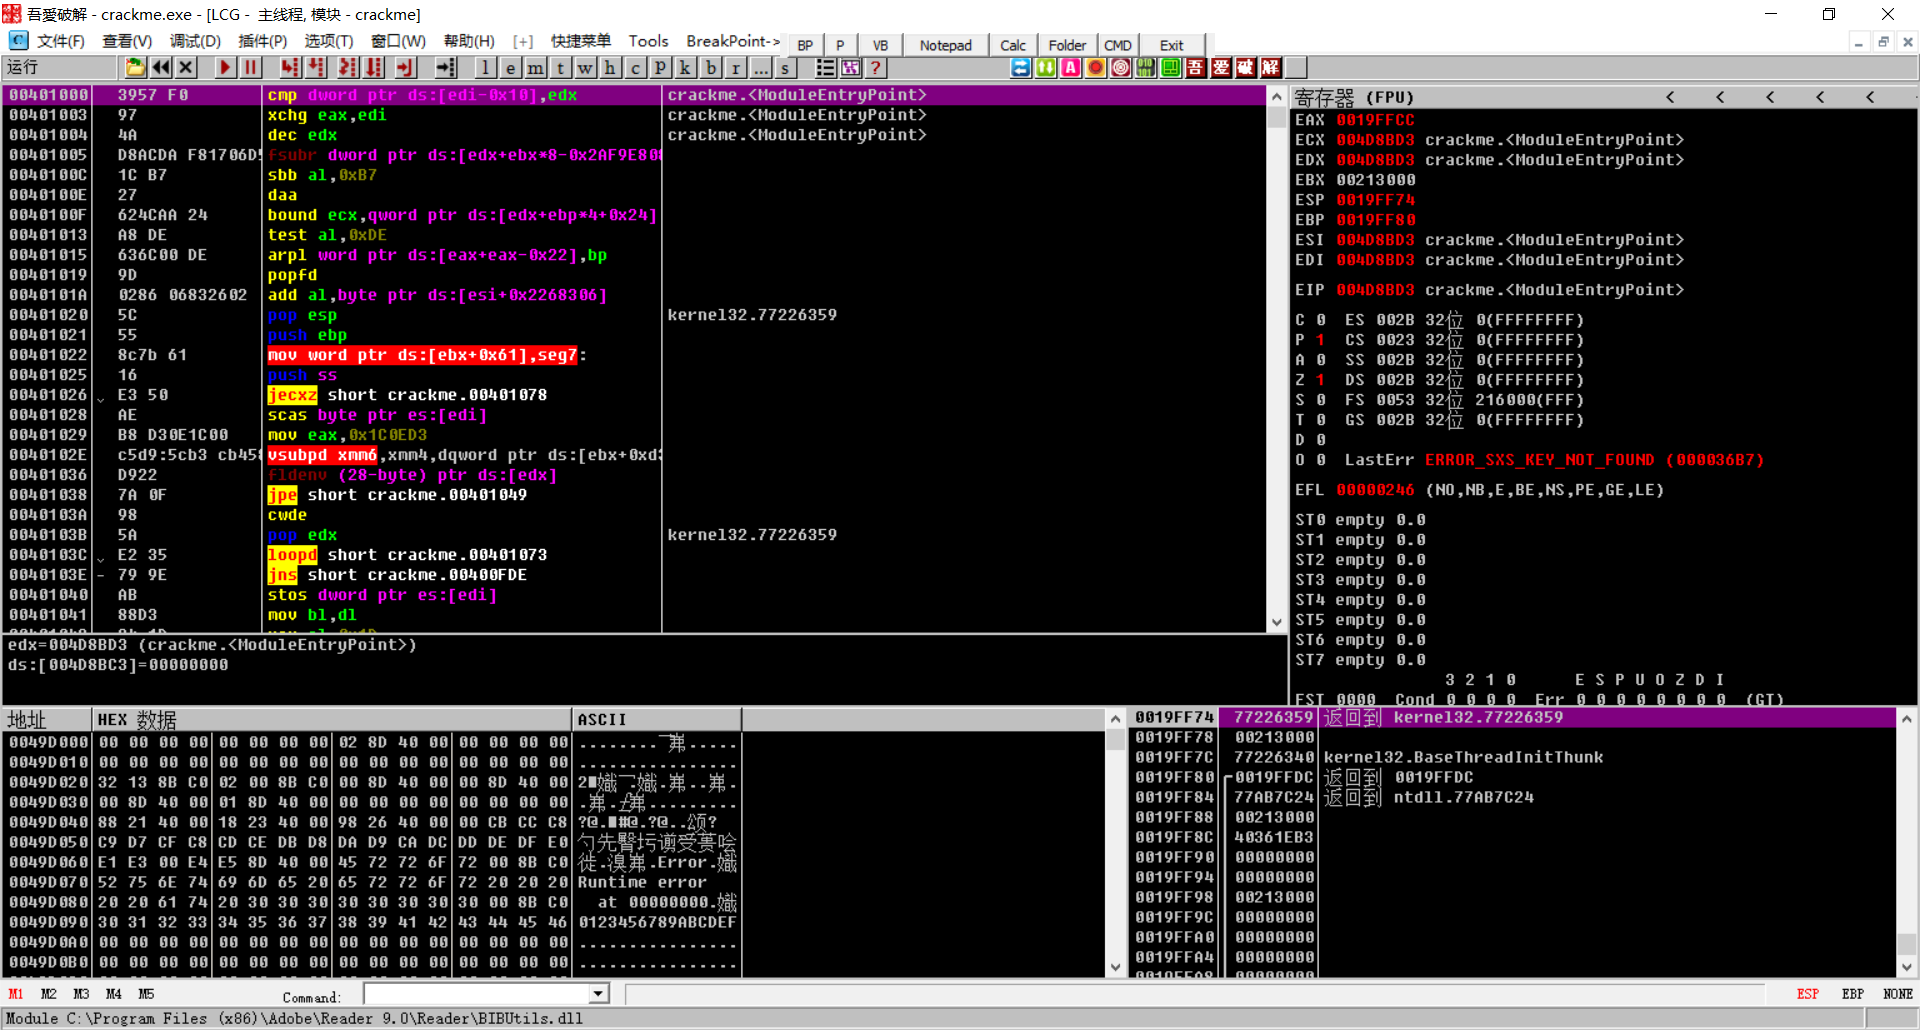 吾愛破解 - crackme.exe - [LCG - 主线程, 模块 - crackme]
文件(F) 查看(V) 调试(D) 插件(P) 选项(T) 窗口(W) 帮助(H) [+] 快捷菜单 Tools BreakPoint-> BP P VB Notepad Calc Folder CMD Exit
运行 l e m t w h c p k b r ... s ? A 吾 爱 破 解
00401000 3957 F0 cmp dword ptr ds:[edi-0x10],edx crackme.<ModuleEntryPoint>
00401003 97 xchg eax,edi crackme.<ModuleEntryPoint>
00401004 4A dec edx crackme.<ModuleEntryPoint>
00401005 D8ACDA F81706D5 fsubr dword ptr ds:[edx+ebx*8-0x2AF9E808
0040100C 1C B7 sbb al,0xB7
0040100E 27 daa
0040100F 624CAA 24 bound ecx,qword ptr ds:[edx+ebp*4+0x24]
00401013 A8 DE test al,0xDE
00401015 636C00 DE arpl word ptr ds:[eax+eax-0x22],bp
00401019 9D popfd
0040101A 0286 06832602 add al,byte ptr ds:[esi+0x2268306]
00401020 5C pop esp kernel32.77226359
00401021 55 push ebp
00401022 8c7b 61 mov word ptr ds:[ebx+0x61],seg7:
00401025 16 push ss
00401026 E3 50 jecxz short crackme.00401078
00401028 AE scas byte ptr es:[edi]
00401029 B8 D30E1C00 mov eax,0x1C0ED3
0040102E c5d9:5cb3 cb458 vsubpd xmm6,xmm4,dqword ptr ds:[ebx+0xd3
00401036 D922 fldenv (28-byte) ptr ds:[edx]
00401038 7A 0F jpe short crackme.00401049
0040103A 98 cwde
0040103B 5A pop edx kernel32.77226359
0040103C E2 35 loopd short crackme.00401073
0040103E - 79 9E jns short crackme.00400FDE
00401040 AB stos dword ptr es:[edi]
00401041 88D3 mov bl,dl
edx=004D8BD3 (crackme.<ModuleEntryPoint>)
ds:[004D8BC3]=00000000
寄存器 (FPU) < < < < <
EAX 0019FFCC
ECX 004D8BD3 crackme.<ModuleEntryPoint>
EDX 004D8BD3 crackme.<ModuleEntryPoint>
EBX 00213000
ESP 0019FF74
EBP 0019FF80
ESI 004D8BD3 crackme.<ModuleEntryPoint>
EDI 004D8BD3 crackme.<ModuleEntryPoint>
EIP 004D8BD3 crackme.<ModuleEntryPoint>
C 0 ES 002B 32位 0(FFFFFFFF)
P 1 CS 0023 32位 0(FFFFFFFF)
A 0 SS 002B 32位 0(FFFFFFFF)
Z 1 DS 002B 32位 0(FFFFFFFF)
S 0 FS 0053 32位 216000(FFF)
T 0 GS 002B 32位 0(FFFFFFFF)
D 0
O 0 LastErr ERROR_SXS_KEY_NOT_FOUND (000036B7)
EFL 00000246 (NO,NB,E,BE,NS,PE,GE,LE)
ST0 empty 0.0
ST1 empty 0.0
ST2 empty 0.0
ST3 empty 0.0
ST4 empty 0.0
ST5 empty 0.0
ST6 empty 0.0
ST7 empty 0.0
3 2 1 0 E S P U O Z D I
FST 0000 Cond 0 0 0 0 Err 0 0 0 0 0 0 0 0 (GT)
地址 HEX 数据 ASCII
0049D000 00 00 00 00 00 00 00 00 02 8D 40 00 00 00 00 00
0049D010 00 00 00 00 00 00 00 00 00 00 00 00 00 00 00 00 ................
0049D020 32 13 8B C0 02 00 8B C0 00 8D 40 00 00 8D 40 00
0049D030 00 8D 40 00 01 8D 40 00 00 00 00 00 00 00 00 00
0049D040 88 21 40 00 18 23 40 00 98 26 40 00 00 CB CC C8
0049D050 C9 D7 CF C8 CD CE DB D8 DA D9 CA DC DD DE DF E0
0049D060 E1 E3 00 E4 E5 8D 40 00 45 72 72 6F 72 00 8B C0
0049D070 52 75 6E 74 69 6D 65 20 65 72 72 6F 72 20 20 20 Runtime error
0049D080 20 20 61 74 20 30 30 30 30 30 30 30 30 00 8B C0 at 00000000.
0049D090 30 31 32 33 34 35 36 37 38 39 41 42 43 44 45 46 0123456789ABCDEF
0049D0A0 00 00 00 00 00 00 00 00 00 00 00 00 00 00 00 00 ................
0049D0B0 00 00 00 00 00 00 00 00 00 00 00 00 00 00 00 00 ................
0019FF74 77226359 返回到 kernel32.77226359
0019FF78 00213000
0019FF7C 77226340 kernel32.BaseThreadInitThunk
0019FF80 0019FFDC 返回到 0019FFDC
0019FF84 77AB7C24 返回到 ntdll.77AB7C24
0019FF88 00213000
0019FF8C 40361EB3
0019FF90 00000000
0019FF94 00000000
0019FF98 00213000
0019FF9C 00000000
0019FFA0 00000000
0019FFA4 00000000
0019FFA8 00000000
M1 M2 M3 M4 M5 Command: ESP EBP NONE
Module C:\Program Files (x86)\Adobe\Reader 9.0\Reader\BIBUtils.dll